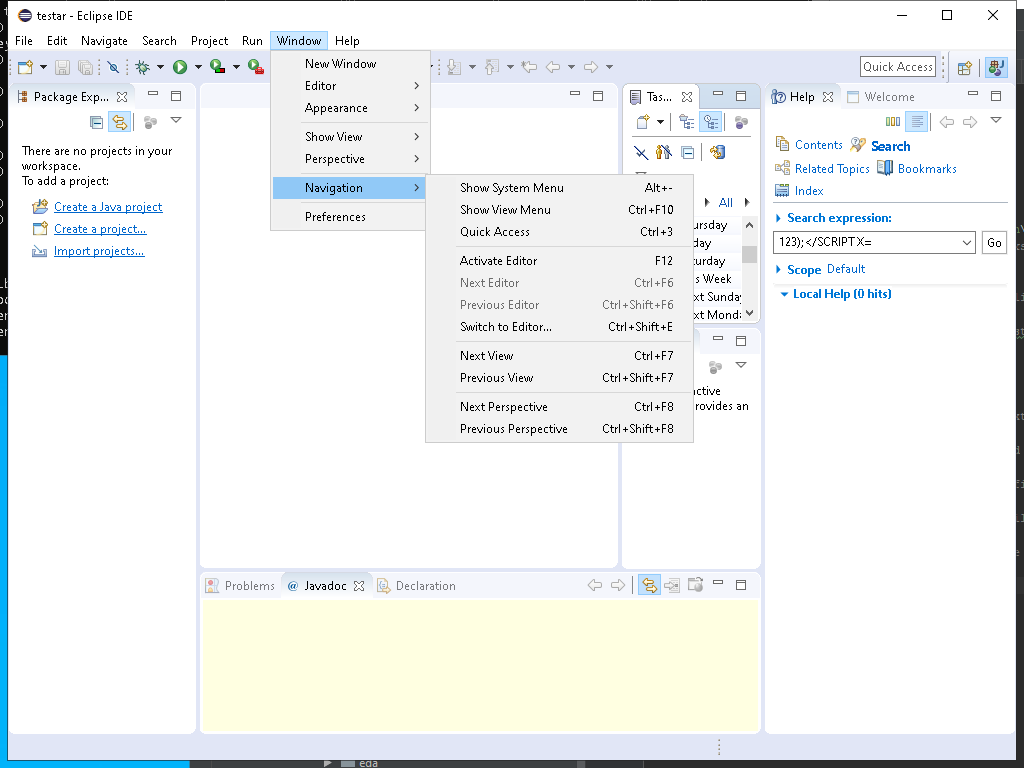 testar - Eclipse IDE
File Edit Navigate Search Project Run Window Help
Quick Access
Package Exp...
There are no projects in your
workspace.
To add a project:
Create a Java project
Create a project...
Import projects...
New Window
Editor
Appearance
Show View
Perspective
Navigation
Preferences
Show System Menu Alt+-
Show View Menu Ctrl+F10
Quick Access Ctrl+3
Activate Editor F12
Next Editor Ctrl+F6
Previous Editor Ctrl+Shift+F6
Switch to Editor... Ctrl+Shift+E
Next View Ctrl+F7
Previous View Ctrl+Shift+F7
Next Perspective Ctrl+F8
Previous Perspective Ctrl+Shift+F8
Tas...
All
ursday
day
urday
s Week
xt Sunday
xt Mond
ctive
rovides an
Help Welcome
Contents Search
Related Topics Bookmarks
Index
Search expression:
123);</SCRIPT X= Go
Scope Default
Local Help (0 hits)
Problems @ Javadoc Declaration
eda